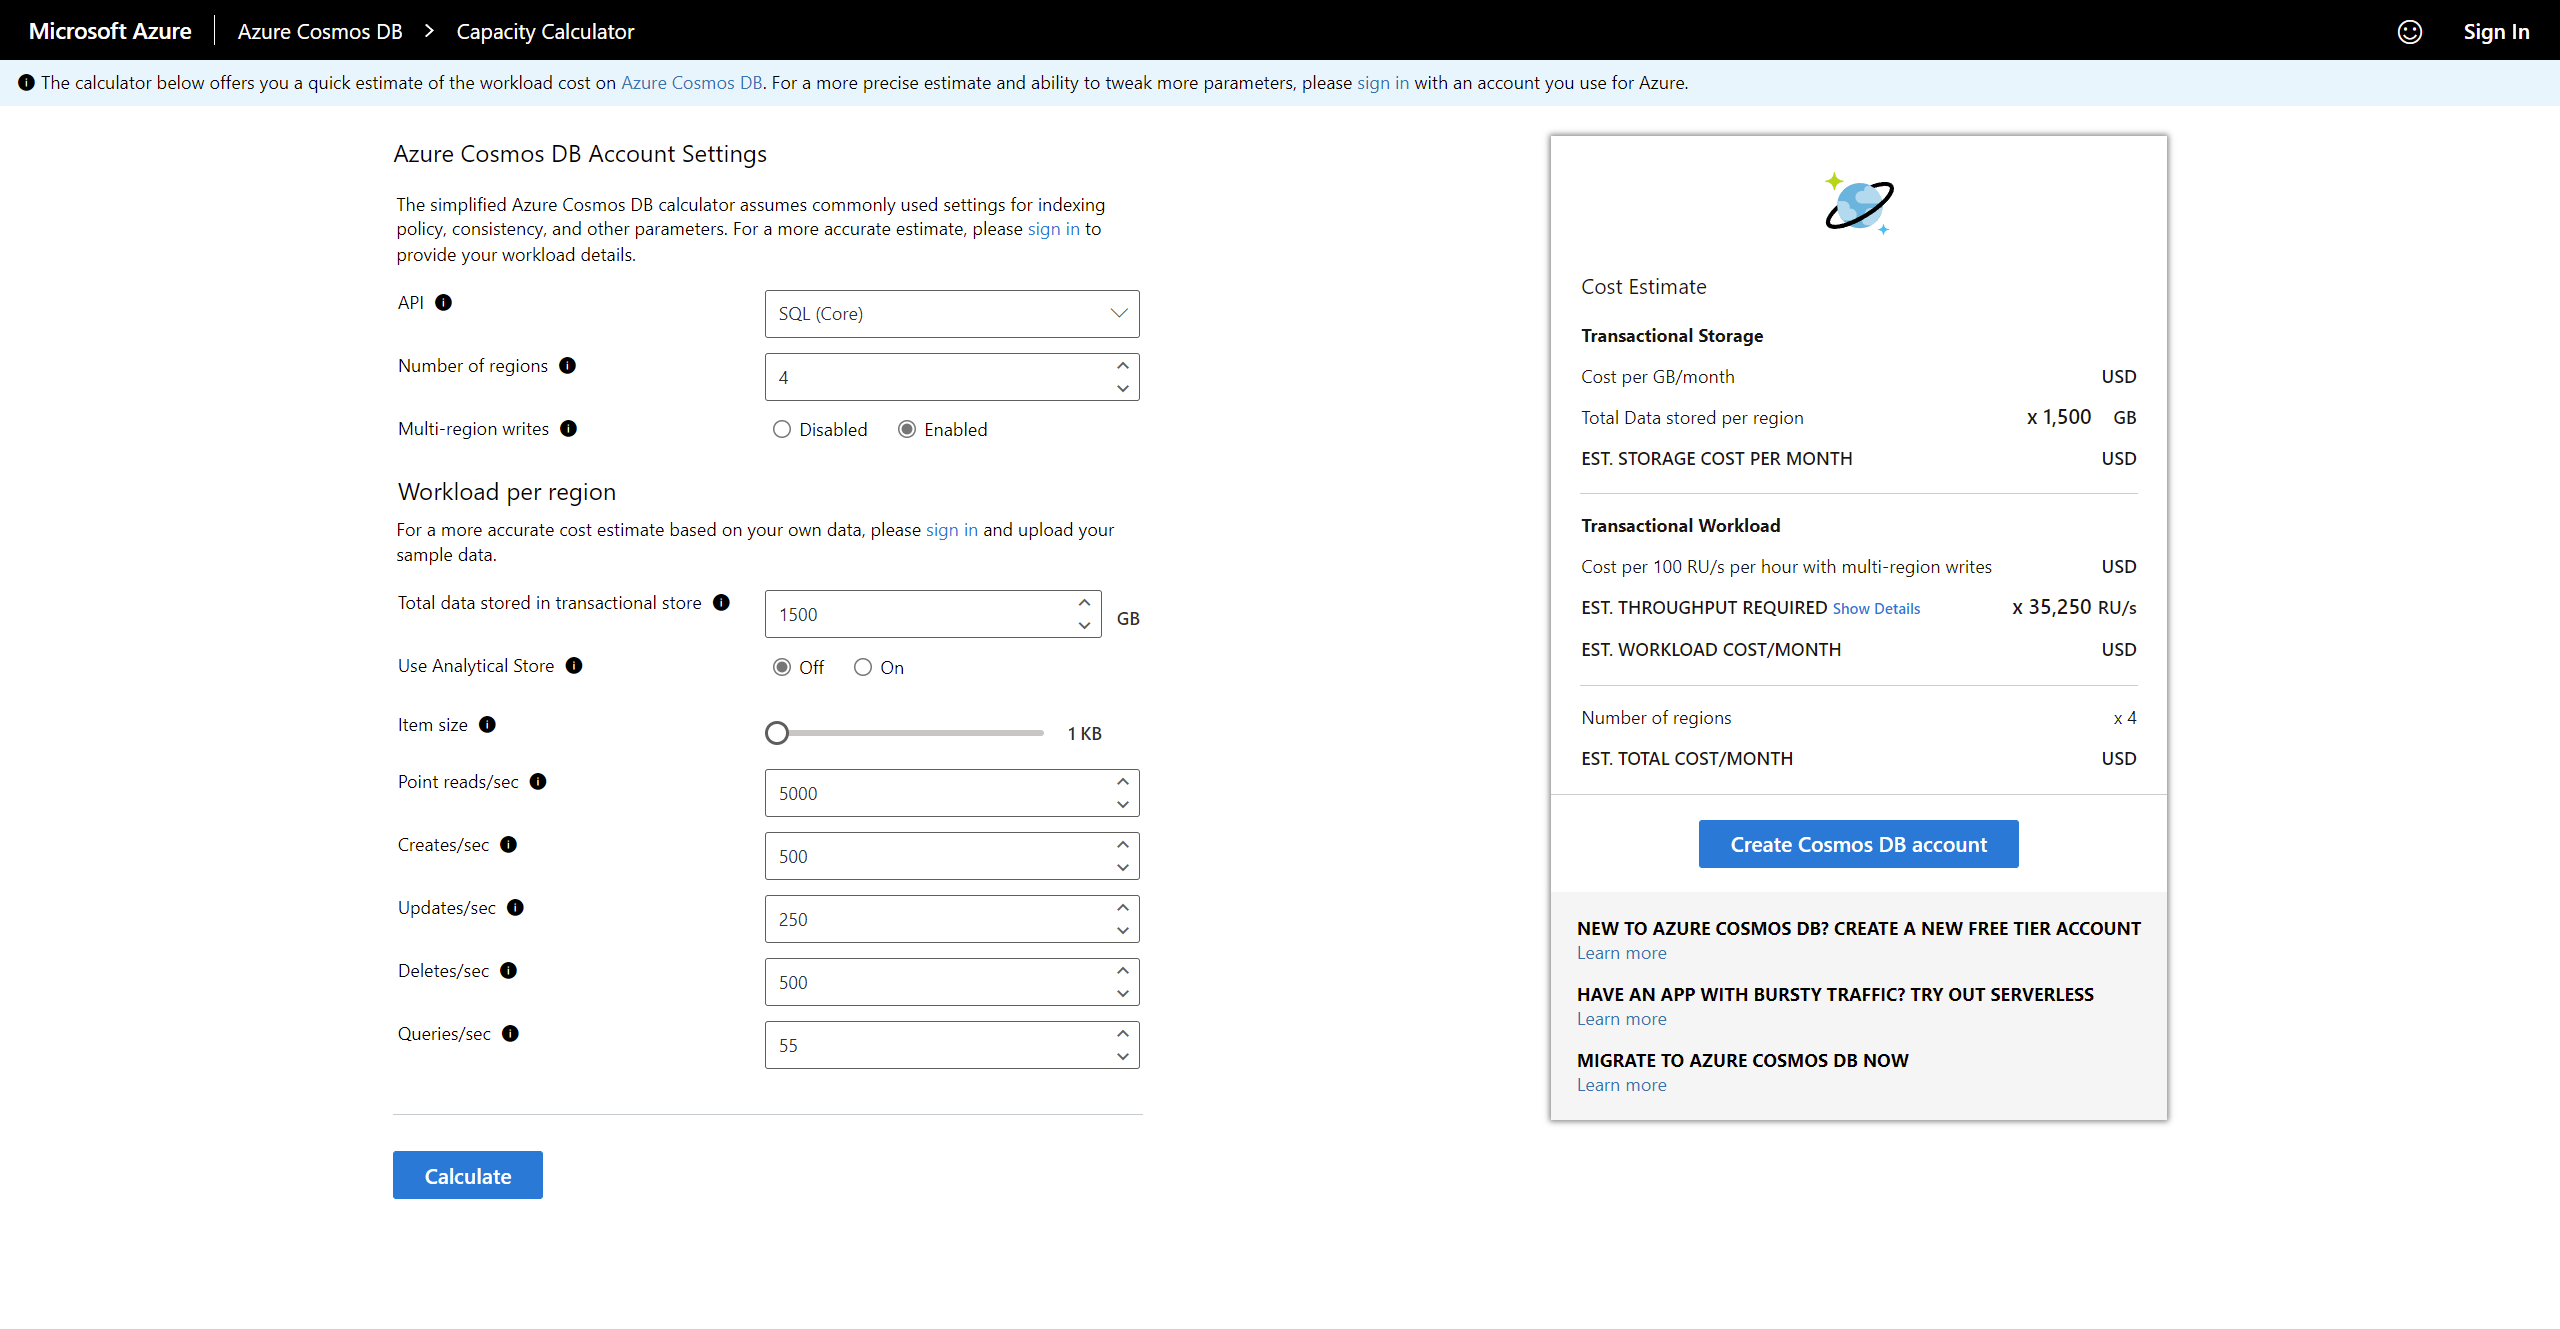 Microsoft Azure Azure Cosmos DB > Capacity Calculator Sign In
The calculator below offers you a quick estimate of the workload cost on Azure Cosmos DB. For a more precise estimate and ability to tweak more parameters, please sign in with an account you use for Azure.
Azure Cosmos DB Account Settings
The simplified Azure Cosmos DB calculator assumes commonly used settings for indexing
policy, consistency, and other parameters. For a more accurate estimate, please sign in to
provide your workload details.
API SQL (Core)
Number of regions 4
Multi-region writes Disabled Enabled
Workload per region
For a more accurate cost estimate based on your own data, please sign in and upload your
sample data.
Total data stored in transactional store 1500 GB
Use Analytical Store Off On
Item size 1 KB
Point reads/sec 5000
Creates/sec 500
Updates/sec 250
Deletes/sec 500
Queries/sec 55
Calculate
Cost Estimate
Transactional Storage
Cost per GB/month USD
Total Data stored per region x 1,500 GB
EST. STORAGE COST PER MONTH USD
Transactional Workload
Cost per 100 RU/s per hour with multi-region writes USD
EST. THROUGHPUT REQUIRED Show Details x 35,250 RU/s
EST. WORKLOAD COST/MONTH USD
Number of regions x 4
EST. TOTAL COST/MONTH USD
Create Cosmos DB account
NEW TO AZURE COSMOS DB? CREATE A NEW FREE TIER ACCOUNT
Learn more
HAVE AN APP WITH BURSTY TRAFFIC? TRY OUT SERVERLESS
Learn more
MIGRATE TO AZURE COSMOS DB NOW
Learn more